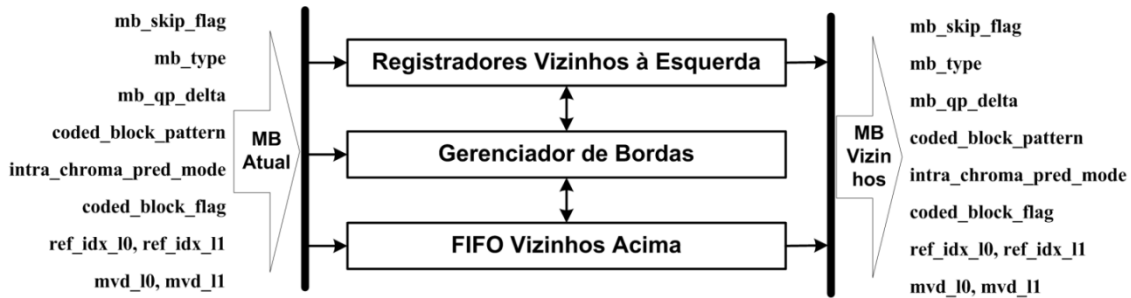 mb_skip_flag
mb_type
mb_qp_delta
coded_block_pattern
intra_chroma_pred_mode
coded_block_flag
ref_idx_l0, ref_idx_l1
mvd_l0, mvd_l1
MB
Atual
Registradores Vizinhos à Esquerda
Gerenciador de Bordas
FIFO Vizinhos Acima
MB
Vizin
hos
mb_skip_flag
mb_type
mb_qp_delta
coded_block_pattern
intra_chroma_pred_mode
coded_block_flag
ref_idx_l0, ref_idx_l1
mvd_l0, mvd_l1